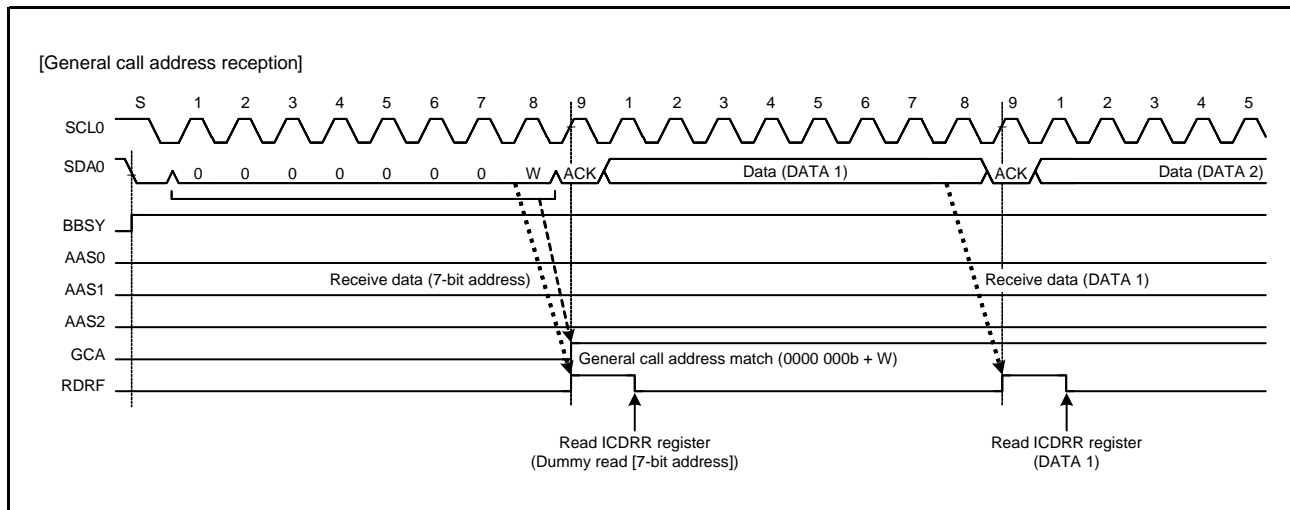 [General call address reception]
S 1 2 3 4 5 6 7 8 9 1 2 3 4 5 6 7 8 9 1 2 3 4 5
SCL0
SDA0 0 0 0 0 0 0 0 W ACK Data (DATA 1) ACK Data (DATA 2)
BBSY
AAS0
Receive data (7-bit address) Receive data (DATA 1)
AAS1
AAS2
GCA General call address match (0000 000b + W)
RDRF
Read ICDRR register Read ICDRR register
(Dummy read [7-bit address]) (DATA 1)